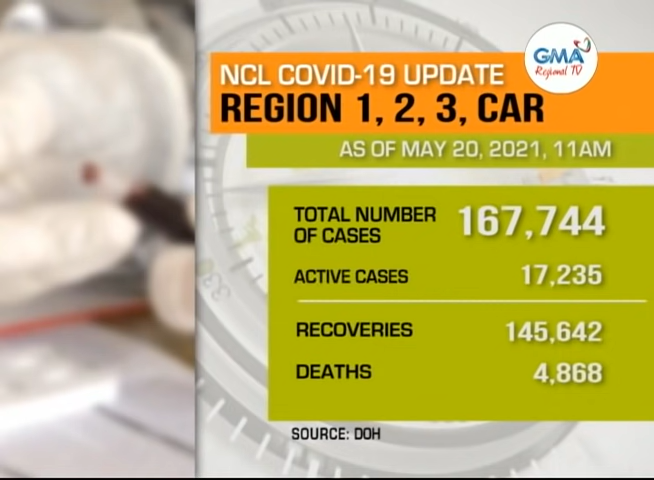 GMA
Regional TV
NCL COVID-19 UPDATE
REGION 1, 2, 3, CAR
AS OF MAY 20, 2021, 11AM
TOTAL NUMBER
OF CASES 167,744
ACTIVE CASES 17,235
RECOVERIES 145,642
DEATHS 4,868
SOURCE: DOH